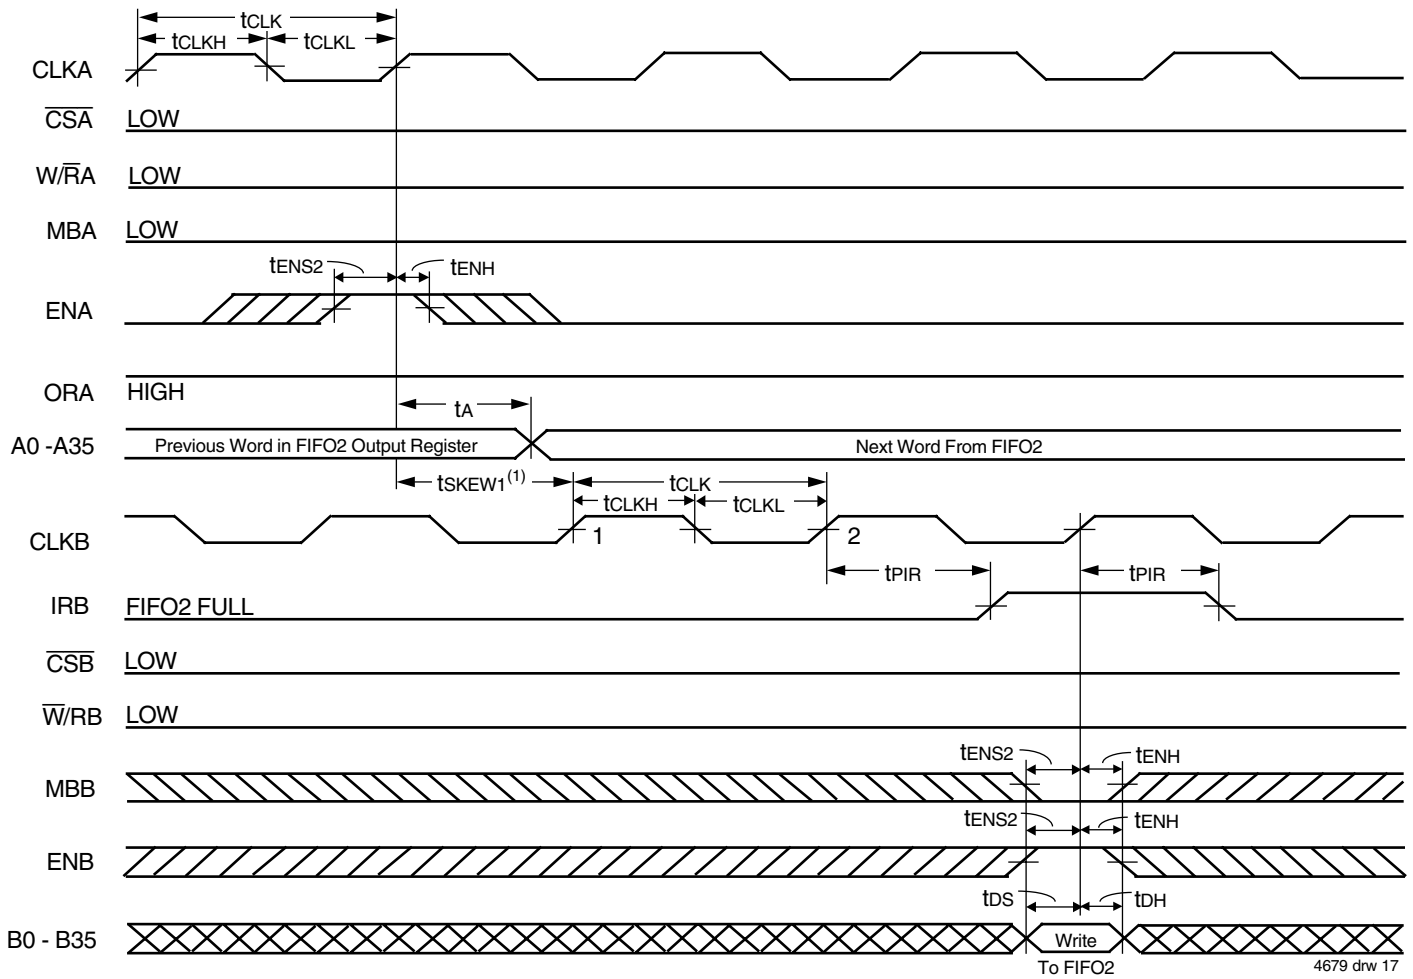 tCLK
tCLKH tCLKL
CLKA
CSA LOW
W/RA LOW
MBA LOW
tENS2 tENH
ENA
ORA HIGH
tA
A0 -A35 Previous Word in FIFO2 Output Register Next Word From FIFO2
tSKEW1(1) tCLK
tCLKH tCLKL
CLKB 1 2
tPIR tPIR
IRB FIFO2 FULL
CSB LOW
W/RB LOW
tENS2 tENH
MBB
tENS2 tENH
ENB
tDS tDH
B0 - B35 Write
To FIFO2
4679 drw 17